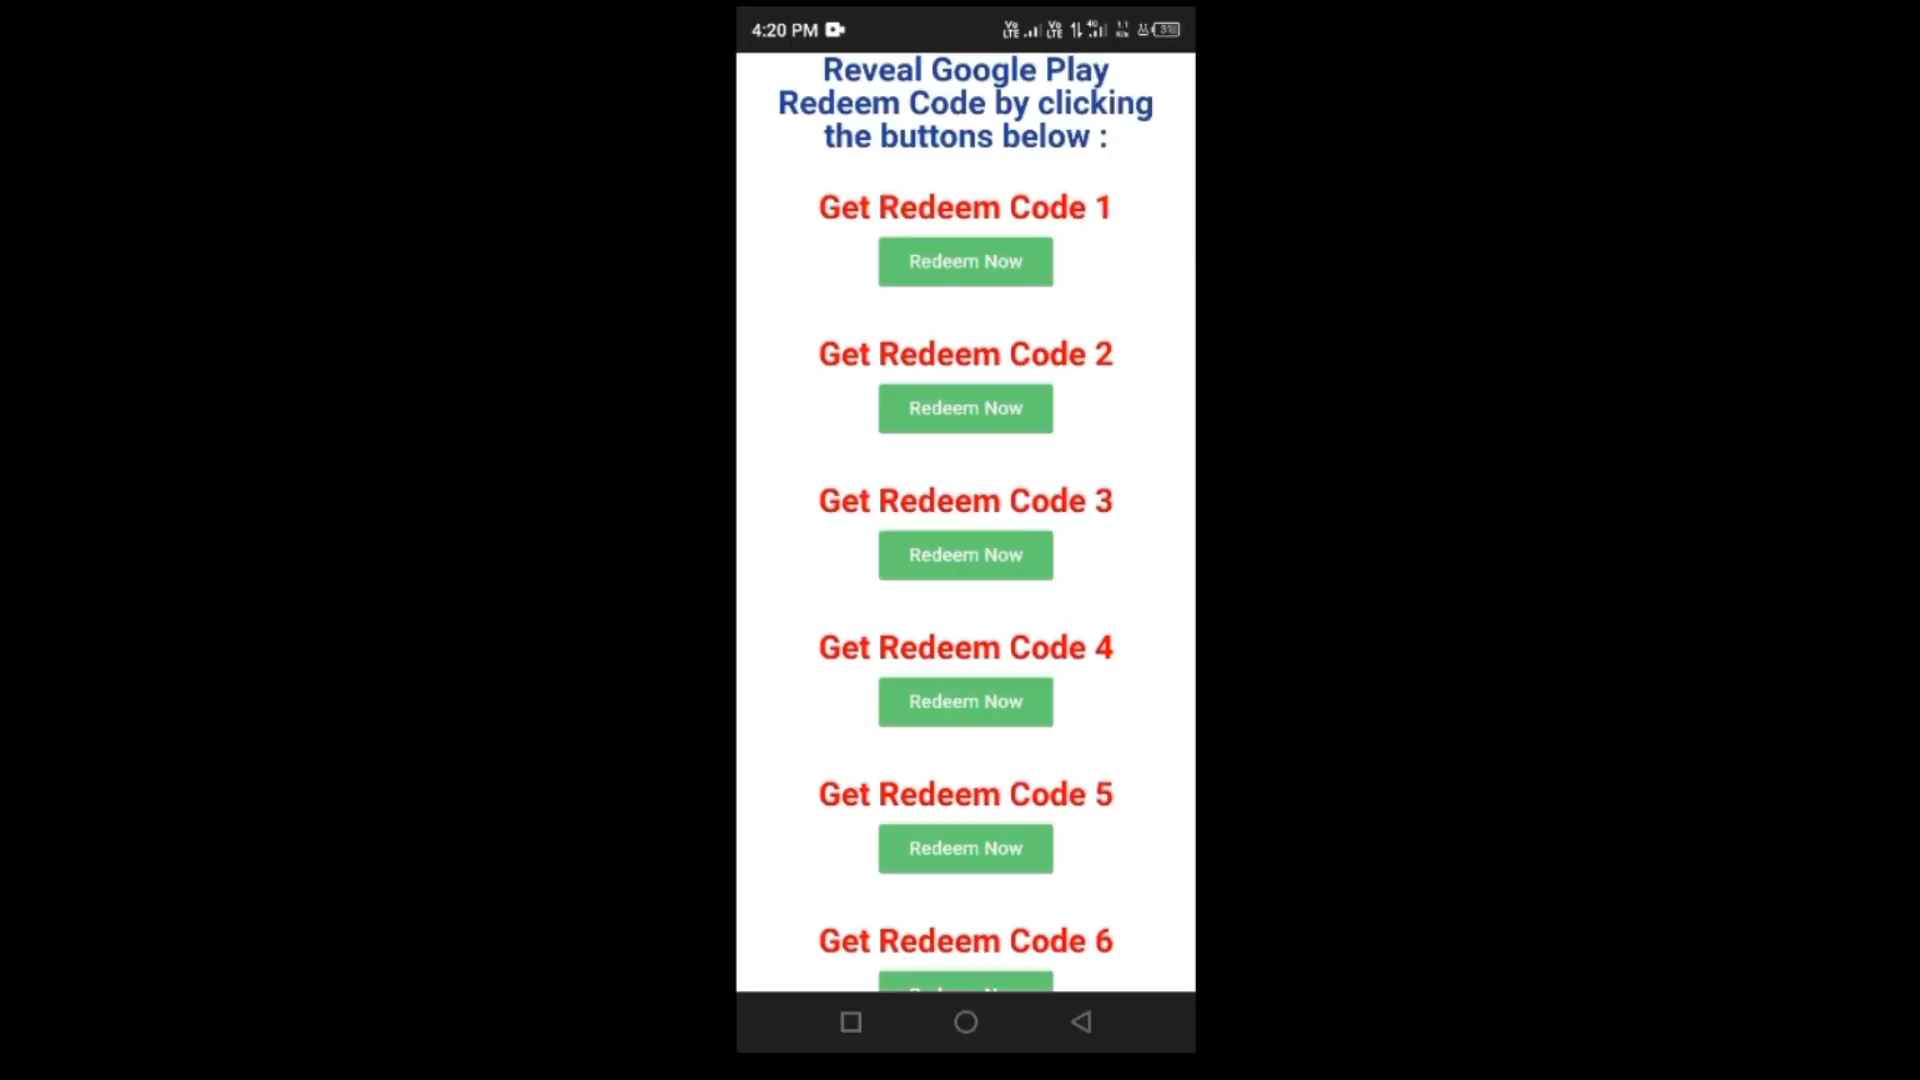 4:20 PM
Reveal Google Play
Redeem Code by clicking
the buttons below :
Get Redeem Code 1
Redeem Now
Get Redeem Code 2
Redeem Now
Get Redeem Code 3
Redeem Now
Get Redeem Code 4
Redeem Now
Get Redeem Code 5
Redeem Now
Get Redeem Code 6